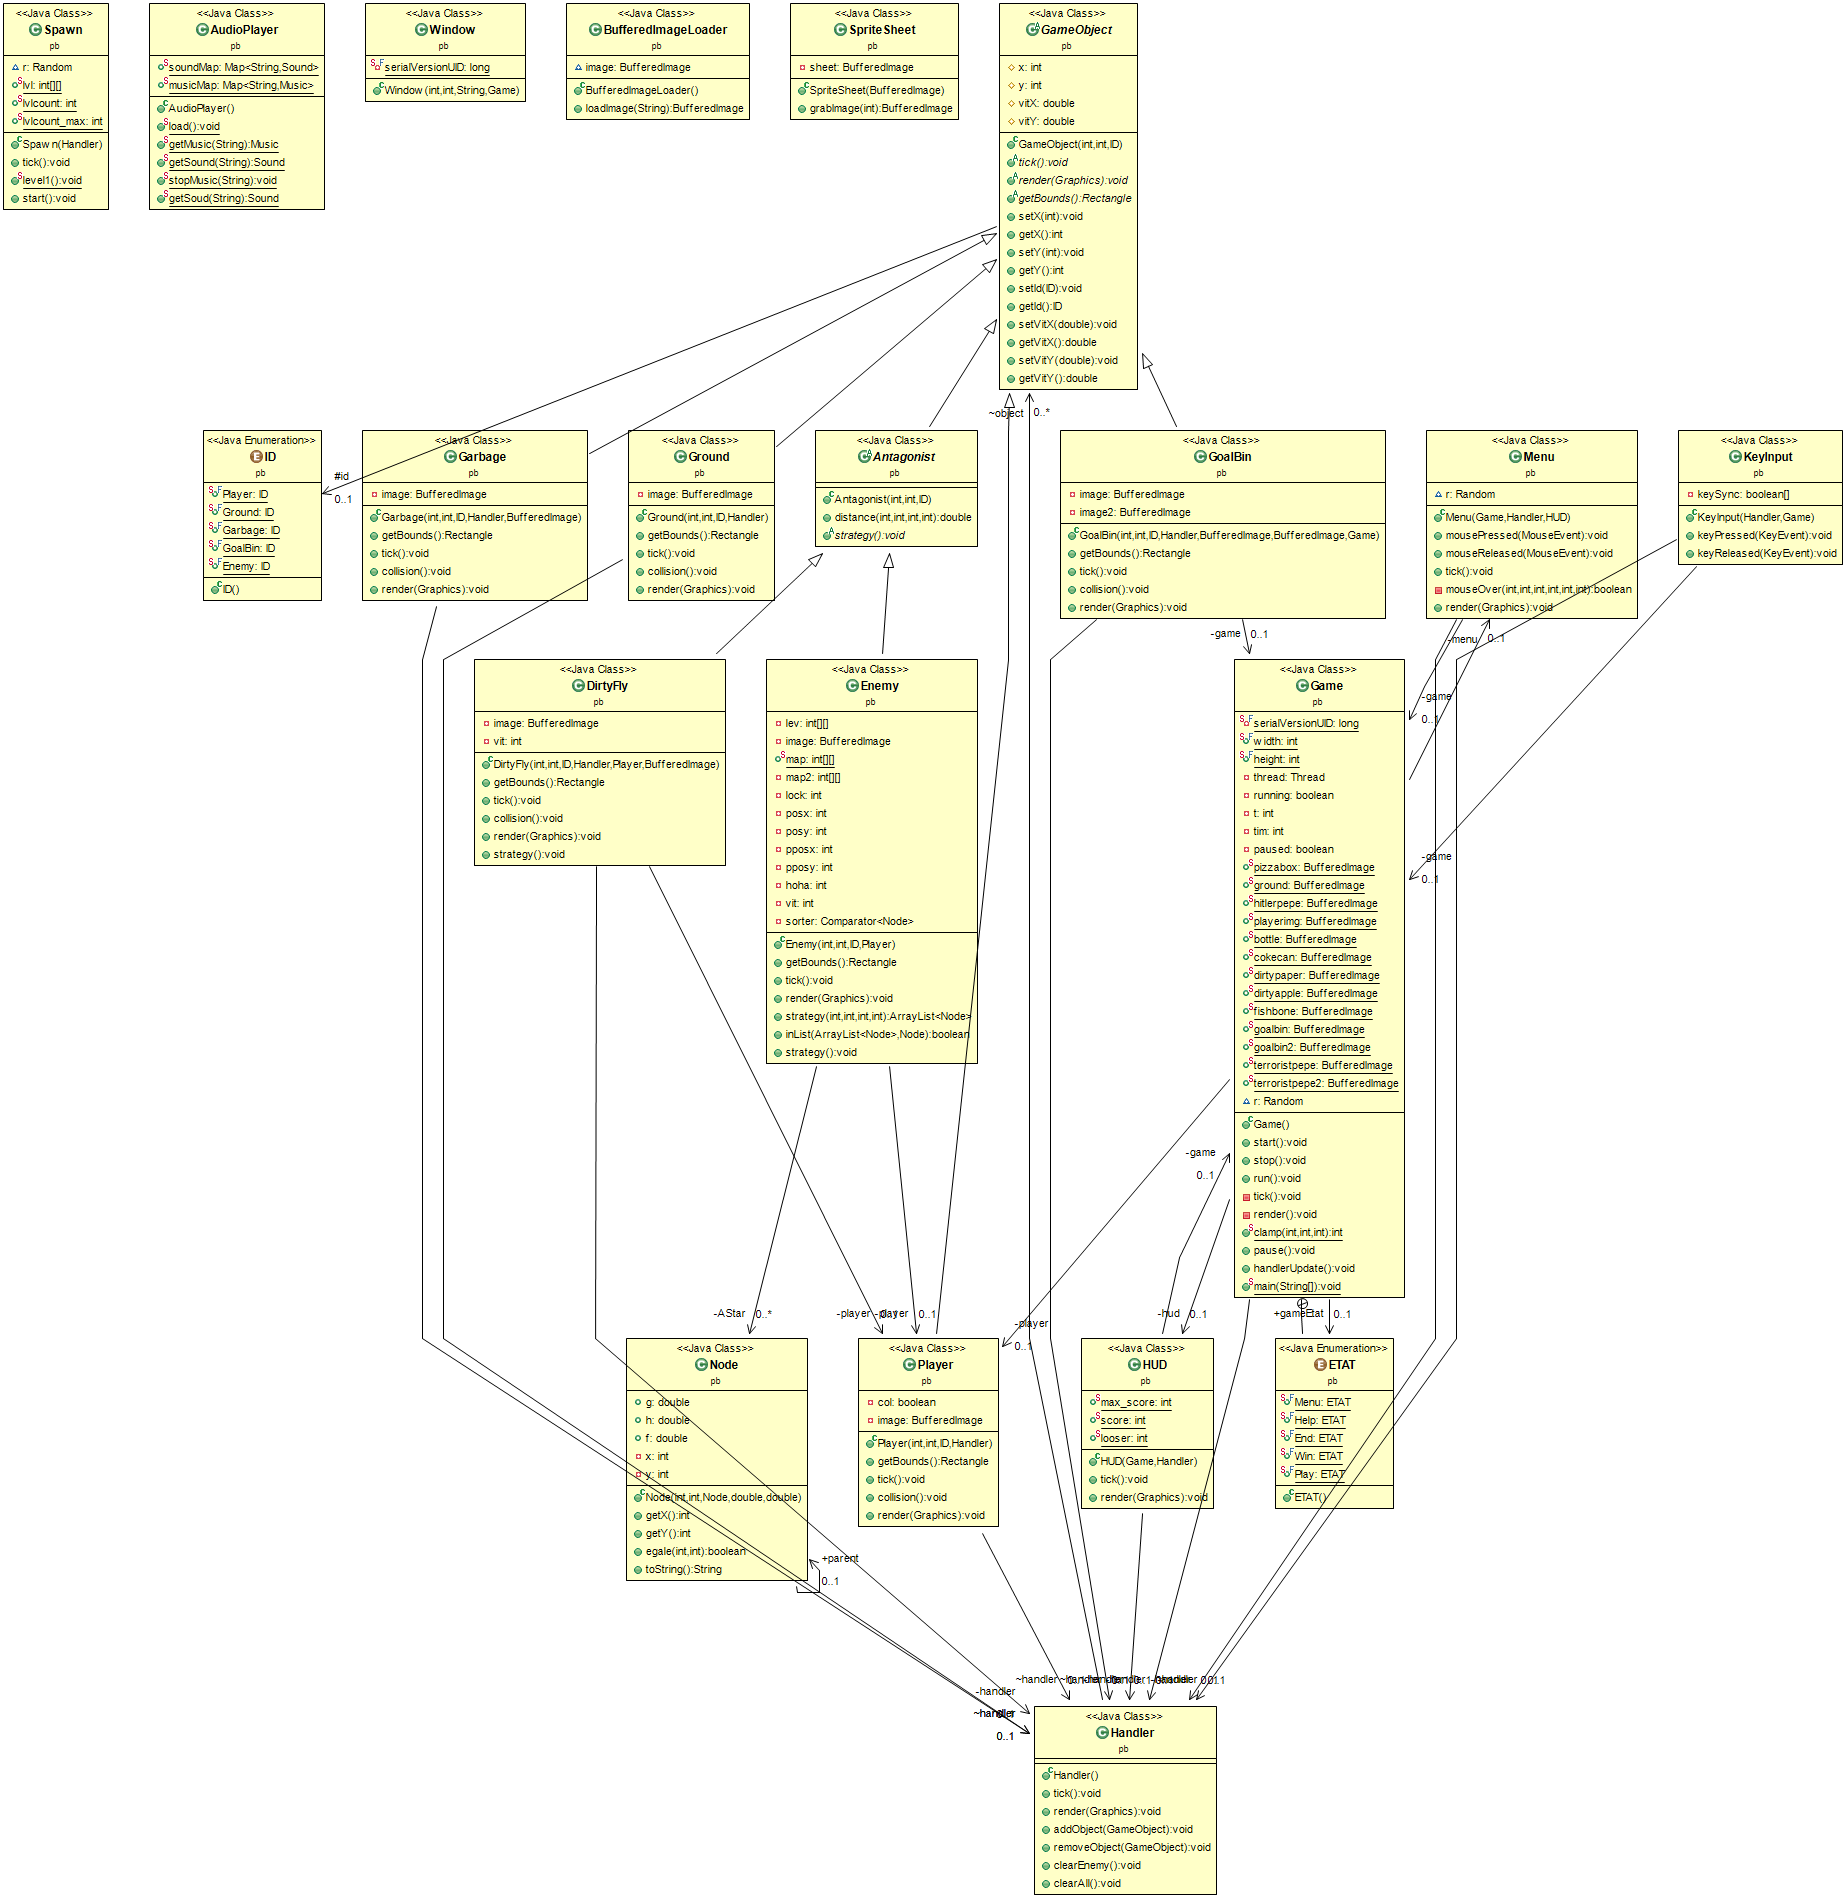 <<Java Class>>
Spawn
pb
r: Random
lvl: int[][]
lvlcount: int
lvlcount_max: int
Spawn(Handler)
tick():void
level1():void
start():void
<<Java Class>>
AudioPlayer
pb
soundMap: Map<String,Sound>
musicMap: Map<String,Music>
AudioPlayer()
load():void
getMusic(String):Music
getSound(String):Sound
stopMusic(String):void
getSoud(String):Sound
<<Java Class>>
Window
pb
serialVersionUID: long
Window(int,int,String,Game)
<<Java Class>>
BufferedImageLoader
pb
image: BufferedImage
BufferedImageLoader()
loadImage(String):BufferedImage
<<Java Class>>
SpriteSheet
pb
sheet: BufferedImage
SpriteSheet(BufferedImage)
grabImage(int):BufferedImage
<<Java Class>>
GameObject
pb
x: int
y: int
vitX: double
vitY: double
GameObject(int,int,ID)
tick():void
render(Graphics):void
getBounds():Rectangle
setX(int):void
getX():int
setY(int):void
getY():int
setId(ID):void
getId():ID
setVitX(double):void
getVitX():double
setVitY(double):void
getVitY():double
~object
0..*
<<Java Enumeration>>
ID
pb
Player: ID
Ground: ID
Garbage: ID
GoalBin: ID
Enemy: ID
ID()
#id
0..1
<<Java Class>>
Garbage
pb
image: BufferedImage
Garbage(int,int,ID,Handler,BufferedImage)
getBounds():Rectangle
tick():void
collision():void
render(Graphics):void
<<Java Class>>
Ground
pb
image: BufferedImage
Ground(int,int,ID,Handler)
getBounds():Rectangle
tick():void
collision():void
render(Graphics):void
<<Java Class>>
Antagonist
pb
Antagonist(int,int,ID)
distance(int,int,int,int):double
strategy():void
<<Java Class>>
GoalBin
pb
image: BufferedImage
image2: BufferedImage
GoalBin(int,int,ID,Handler,BufferedImage,BufferedImage,Game)
getBounds():Rectangle
tick():void
collision():void
render(Graphics):void
<<Java Class>>
Menu
pb
r: Random
Menu(Game,Handler,HUD)
mousePressed(MouseEvent):void
mouseReleased(MouseEvent):void
tick():void
mouseOver(int,int,int,int,int,int):boolean
render(Graphics):void
<<Java Class>>
KeyInput
pb
keySync: boolean[]
KeyInput(Handler,Game)
keyPressed(KeyEvent):void
keyReleased(KeyEvent):void
-game
0..1
-menu
0..1
-game
0..1
-game
0..1
<<Java Class>>
DirtyFly
pb
image: BufferedImage
vit: int
DirtyFly(int,int,ID,Handler,Player,BufferedImage)
getBounds():Rectangle
tick():void
collision():void
render(Graphics):void
strategy():void
<<Java Class>>
Enemy
pb
lev: int[][]
image: BufferedImage
map: int[][]
map2: int[][]
lock: int
posx: int
posy: int
pposx: int
pposy: int
hoha: int
vit: int
sorter: Comparator<Node>
Enemy(int,int,ID,Player)
getBounds():Rectangle
tick():void
render(Graphics):void
strategy(int,int,int,int):ArrayList<Node>
inList(ArrayList<Node>,Node):boolean
strategy():void
<<Java Class>>
Game
pb
serialVersionUID: long
width: int
height: int
thread: Thread
running: boolean
t: int
tim: int
paused: boolean
pizzabox: BufferedImage
ground: BufferedImage
hitlerpepe: BufferedImage
playerimg: BufferedImage
bottle: BufferedImage
cokecan: BufferedImage
dirtypaper: BufferedImage
dirtyapple: BufferedImage
fishbone: BufferedImage
goalbin: BufferedImage
goalbin2: BufferedImage
terroristpepe: BufferedImage
terroristpepe2: BufferedImage
r: Random
Game()
start():void
stop():void
run():void
tick():void
render():void
clamp(int,int,int):int
pause():void
handlerUpdate():void
main(String[]):void
-game
0..1
-AStar
0..*
-player
-player
0..1
-player
0..1
-hud
0..1
+gameEtat
0..1
<<Java Class>>
Node
pb
g: double
h: double
f: double
x: int
y: int
Node(int,int,Node,double,double)
getX():int
getY():int
egale(int,int):boolean
toString():String
+parent
0..1
<<Java Class>>
Player
pb
col: boolean
image: BufferedImage
Player(int,int,ID,Handler)
getBounds():Rectangle
tick():void
collision():void
render(Graphics):void
<<Java Class>>
HUD
pb
max_score: int
score: int
looser: int
HUD(Game,Handler)
tick():void
render(Graphics):void
<<Java Enumeration>>
ETAT
pb
Menu: ETAT
Help: ETAT
End: ETAT
Win: ETAT
Play: ETAT
ETAT()
~handler
-handler
~handler
0..1
<<Java Class>>
Handler
pb
Handler()
tick():void
render(Graphics):void
addObject(GameObject):void
removeObject(GameObject):void
clearEnemy():void
clearAll():void